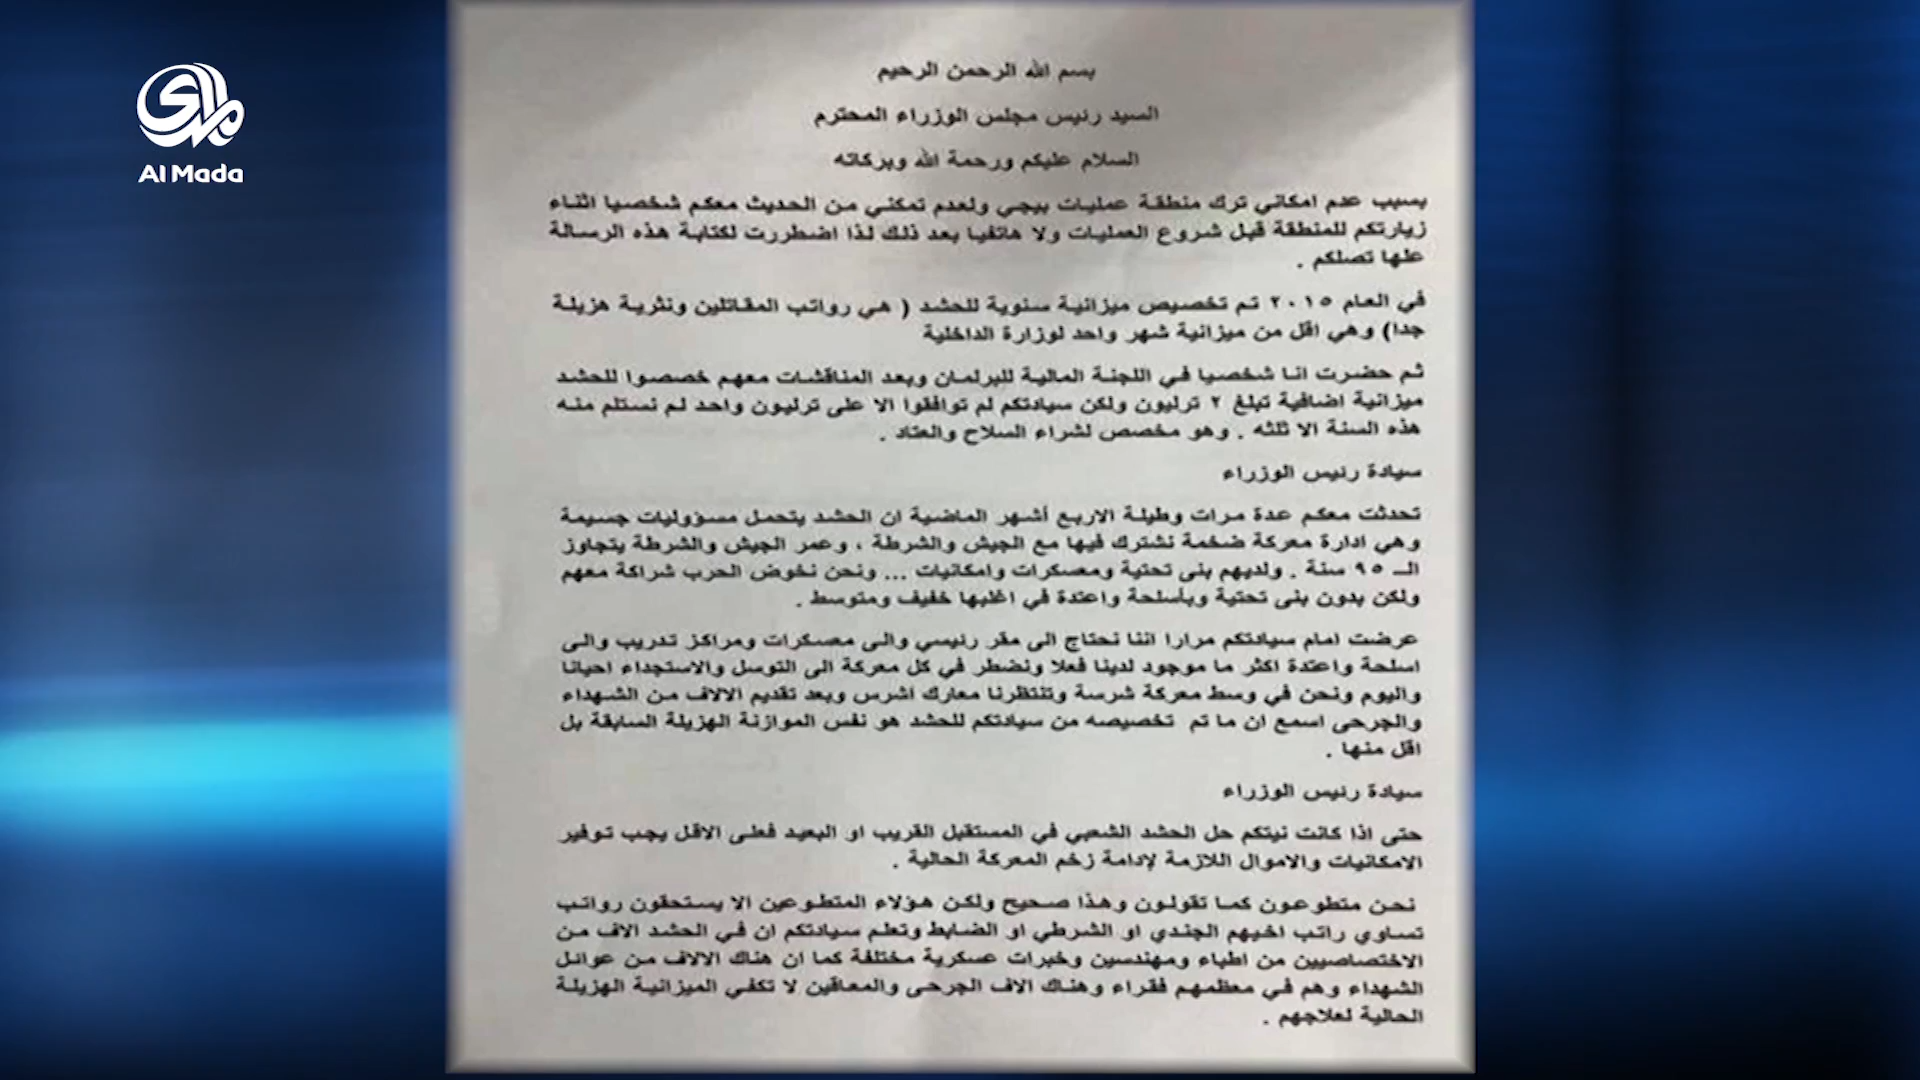 مدى
Al Mada
بسم الله الرحمن الرحيم
السيد رئيس مجلس الوزراء المحترم
السلام عليكم ورحمة الله وبركاته
بسبب عدم امكاني ترك منطقة عمليات بيجي ولعدم تمكني من الحديث معكم شخصيا اثناء
زيارتكم للمنطقة قبل شروع العمليات ولا هاتفيا بعد ذلك لذا اضطررت لكتابة هذه الرسالة
علها تصلكم .
في العام ٢٠١٥ تم تخصيص ميزانية سنوية للحشد ( هي رواتب المقاتلين ونثرية هزيلة
جدا) وهي اقل من ميزانية شهر واحد لوزارة الداخلية
ثم حضرت انا شخصيا في اللجنة المالية للبرلمان وبعد المناقشات معهم خصصوا للحشد
ميزانية اضافية تبلغ ٢ ترليون ولكن سيادتكم لم توافقوا الا على ترليون واحد لم نستلم منه
هذه السنة الا ثلثه . وهو مخصص لشراء السلاح والعتاد .
سيادة رئيس الوزراء
تحدثت معكم عدة مرات وطيلة الاربع أشهر الماضية ان الحشد يتحمل مسؤوليات جسيمة
وهي ادارة معركة ضخمة نشترك فيها مع الجيش والشرطة ، وعمر الجيش والشرطة يتجاوز
الـ ٩٥ سنة . ولديهم بنى تحتية ومعسكرات وامكانيات ... ونحن نخوض الحرب شراكة معهم
ولكن بدون بنى تحتية وبأسلحة واعتدة في اغلبها خفيف ومتوسط .
عرضت امام سيادتكم مرارا اننا نحتاج الى مقر رئيسي والى معسكرات ومراكز تدريب والى
اسلحة واعتدة اكثر ما موجود لدينا فعلا ونضطر في كل معركة الى التوسل والاستجداء احيانا
واليوم ونحن في وسط معركة شرسة وتنتظرنا معارك اشرس وبعد تقديم الالاف من الشهداء
والجرحى اسمع ان ما تم تخصيصه من سيادتكم للحشد هو نفس الموازنة الهزيلة السابقة بل
اقل منها .
سيادة رئيس الوزراء
حتى اذا كانت نيتكم حل الحشد الشعبي في المستقبل القريب او البعيد فعلى الاقل يجب توفير
الامكانيات والاموال اللازمة لإدامة زخم المعركة الحالية .
نحن متطوعون كما تقولون وهذا صحيح ولكن هؤلاء المتطوعين الا يستحقون رواتب
تساوي راتب اخيهم الجندي او الشرطي او الضابط وتعلم سيادتكم ان في الحشد الاف من
الاختصاصيين من اطباء ومهندسين وخبرات عسكرية مختلفة كما ان هناك الالاف من عوائل
الشهداء وهم في معظمهم فقراء وهناك الاف الجرحى والمعاقين لا تكفي الميزانية الهزيلة
الحالية لعلاجهم .